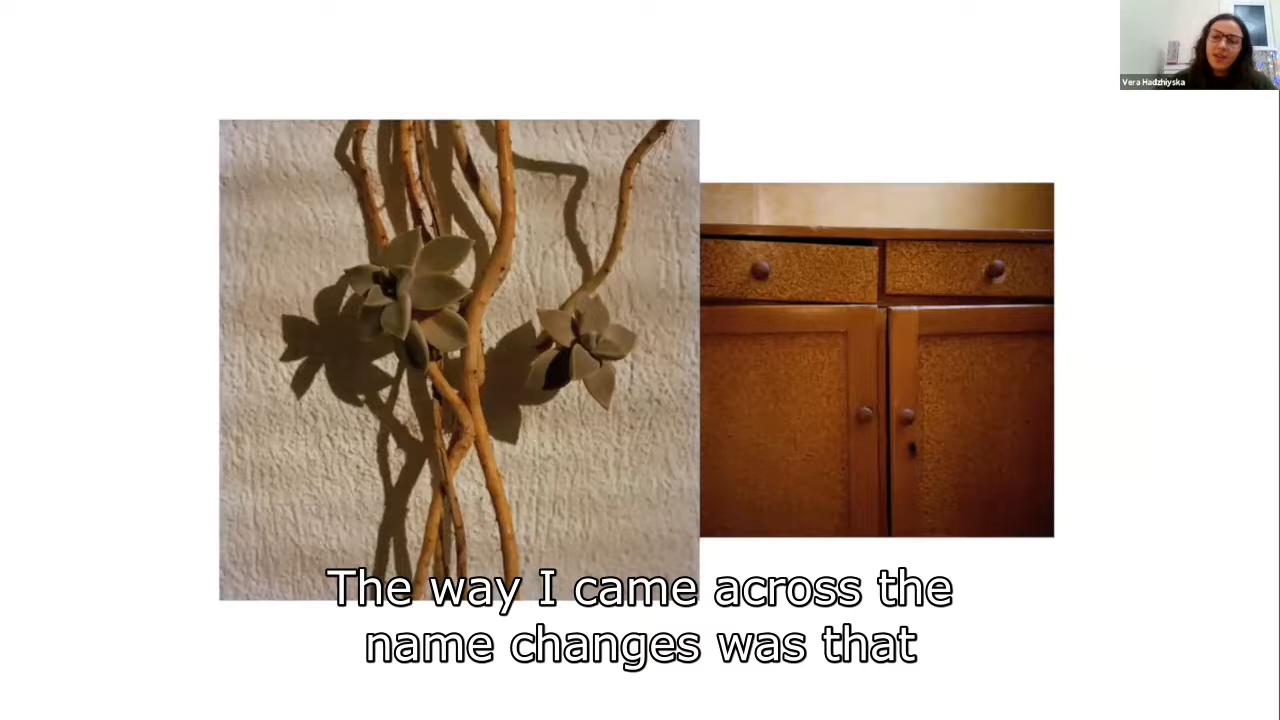 Vera Hadzhiyska
The way I came across the
name changes was that